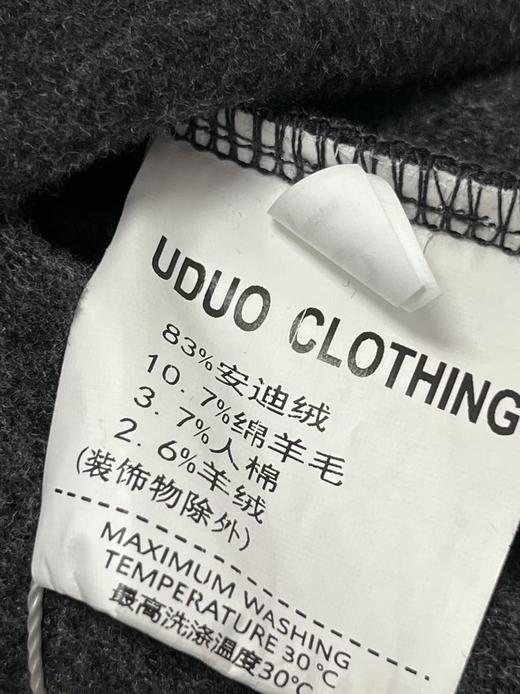 UDUO CLOTHING
83%安迪绒
10.7%绵羊毛
3.7%人棉
2.6%羊绒
(装饰物除外)
MAXIMUM WASHING
TEMPERATURE 30℃
最高洗涤温度30℃